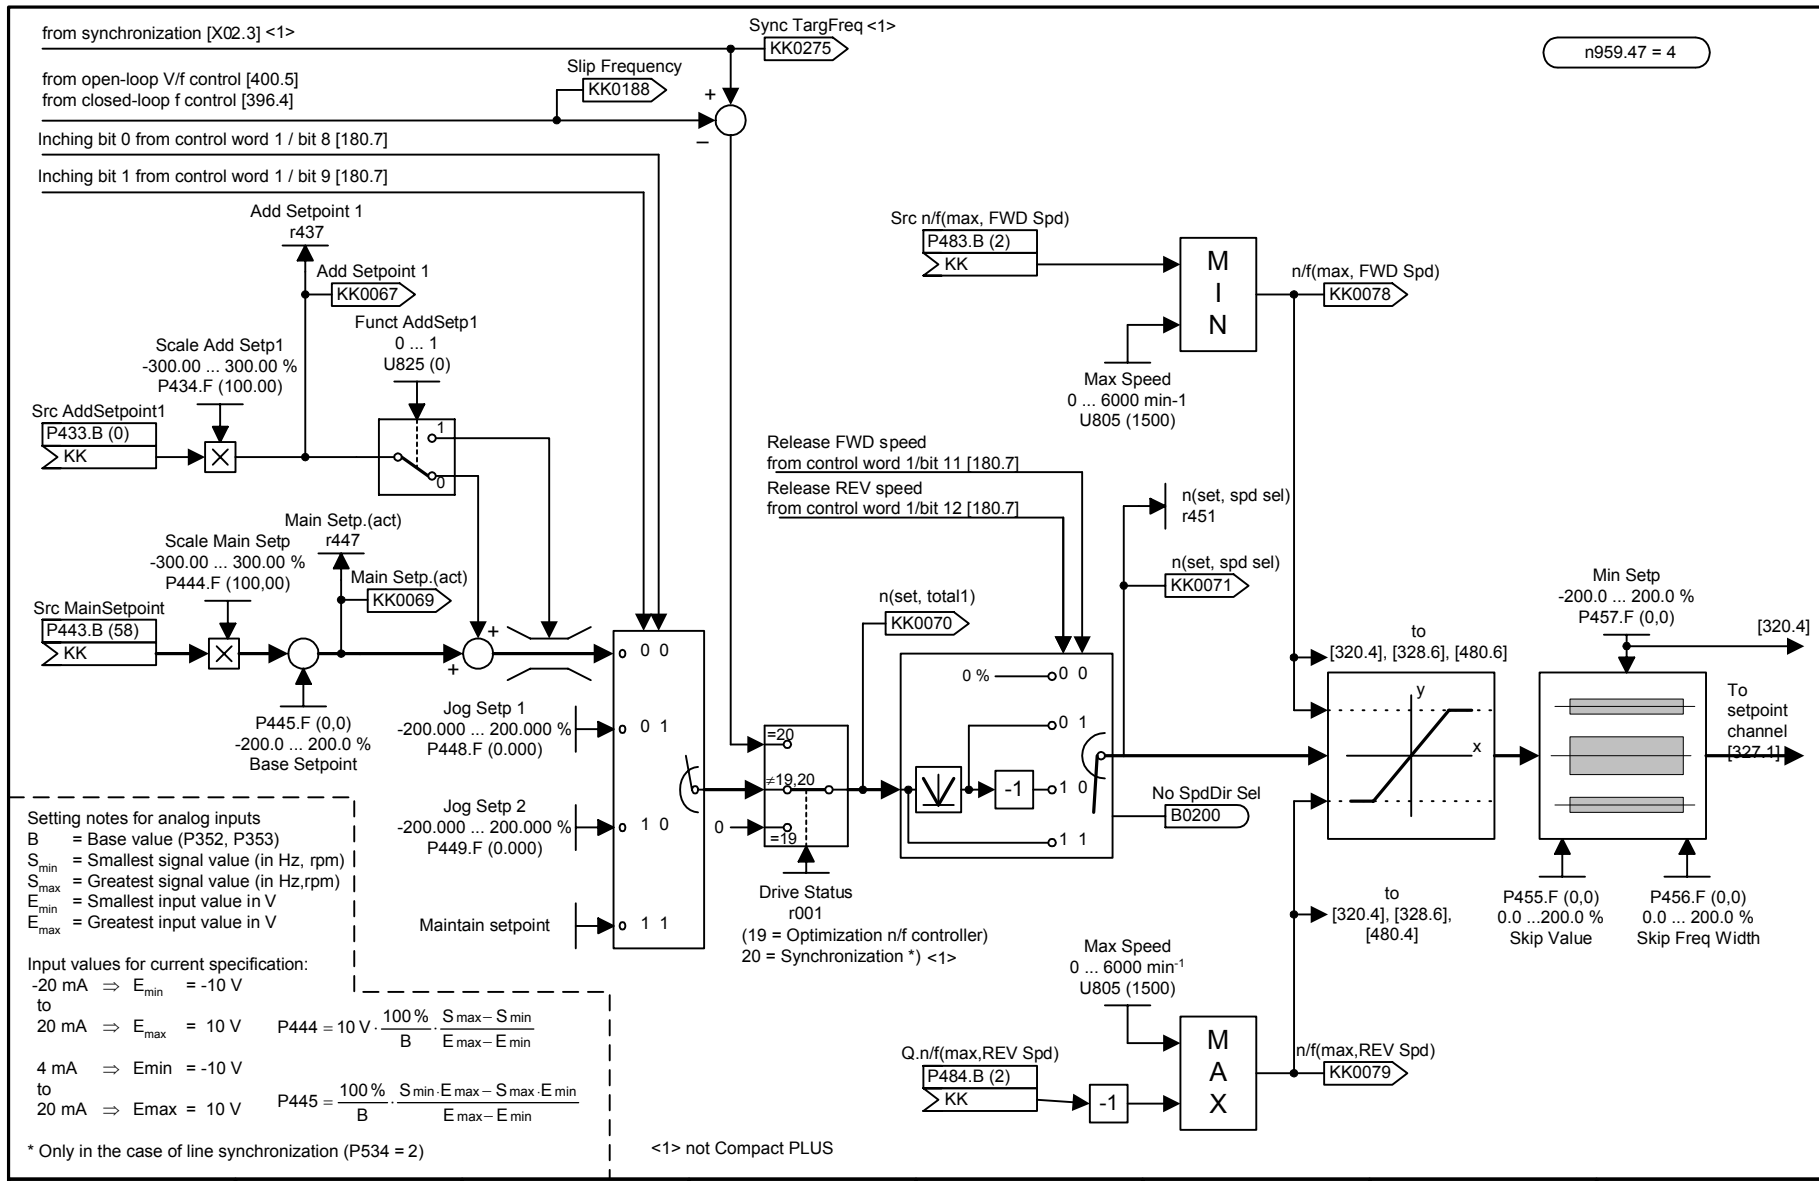 from synchronization [X02.3] <1>
Sync TargFreq <1>
KK0275
n959.47 = 4
from open-loop V/f control [400.5]
from closed-loop f control [396.4]
Slip Frequency
KK0188
+
–
Inching bit 0 from control word 1 / bit 8 [180.7]
Inching bit 1 from control word 1 / bit 9 [180.7]
Add Setpoint 1
r437
Add Setpoint 1
KK0067
Funct AddSetp1
0 ... 1
U825 (0)
Scale Add Setp1
-300.00 ... 300.00 %
P434.F (100.00)
Src AddSetpoint1
P433.B (0)
KK
X
1
0
Main Setp.(act)
r447
Scale Main Setp
-300.00 ... 300.00 %
P444.F (100,00)
Main Setp.(act)
KK0069
Src MainSetpoint
P443.B (58)
KK
X
+
+
P445.F (0,0)
-200.0 ... 200.0 %
Base Setpoint
0 0
Jog Setp 1
-200.000 ... 200.000 %
P448.F (0.000)
0 1
Jog Setp 2
-200.000 ... 200.000 %
P449.F (0.000)
1 0
Maintain setpoint
1 1
=20
≠19,20
0
=19
Drive Status
r001
(19 = Optimization n/f controller)
20 = Synchronization *) <1>
n(set, total1)
KK0070
Release FWD speed
from control word 1/bit 11 [180.7]
Release REV speed
from control word 1/bit 12 [180.7]
0 %
0 0
0 1
-1
1 0
1 1
n(set, spd sel)
r451
n(set, spd sel)
KK0071
No SpdDir Sel
B0200
Src n/f(max, FWD Spd)
P483.B (2)
KK
M
I
N
Max Speed
0 ... 6000 min-1
U805 (1500)
n/f(max, FWD Spd)
KK0078
to
[320.4], [328.6], [480.6]
y
x
to
[320.4], [328.6],
[480.4]
Min Setp
-200.0 ... 200.0 %
P457.F (0,0)
[320.4]
To
setpoint
channel
[327.1]
P455.F (0,0)
0.0 ...200.0 %
Skip Value
P456.F (0,0)
0.0 ... 200.0 %
Skip Freq Width
Max Speed
0 ... 6000 min-1
U805 (1500)
Q.n/f(max,REV Spd)
P484.B (2)
KK
-1
M
A
X
n/f(max,REV Spd)
KK0079
Setting notes for analog inputs
B = Base value (P352, P353)
Smin = Smallest signal value (in Hz, rpm)
Smax = Greatest signal value (in Hz,rpm)
Emin = Smallest input value in V
Emax = Greatest input value in V
Input values for current specification:
-20 mA ⇒ Emin = -10 V
to
20 mA ⇒ Emax = 10 V
P444 = 10 V · 100 % / B · S max – S min / E max – E min
4 mA ⇒ Emin = -10 V
to
20 mA ⇒ Emax = 10 V
P445 = 100 % / B · S min · E max – S max · E min / E max – E min
* Only in the case of line synchronization (P534 = 2)
<1> not Compact PLUS